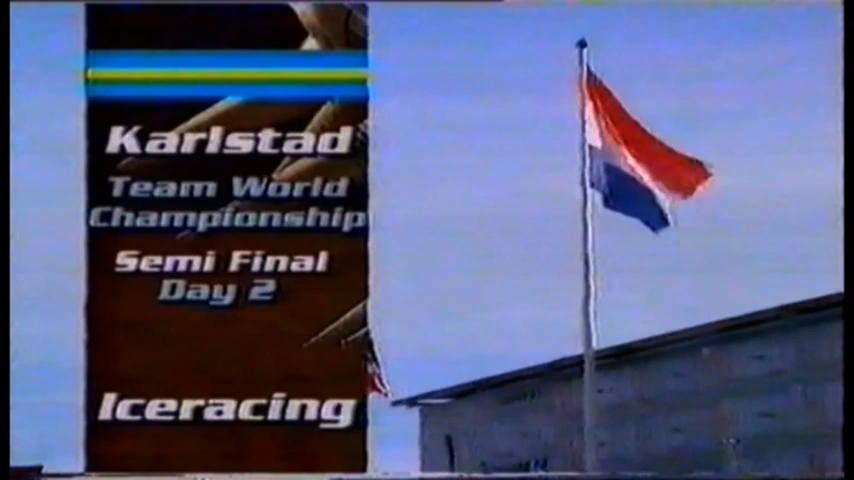 Karlstad
Team World
Championship
Semi Final
Day 2
Iceracing